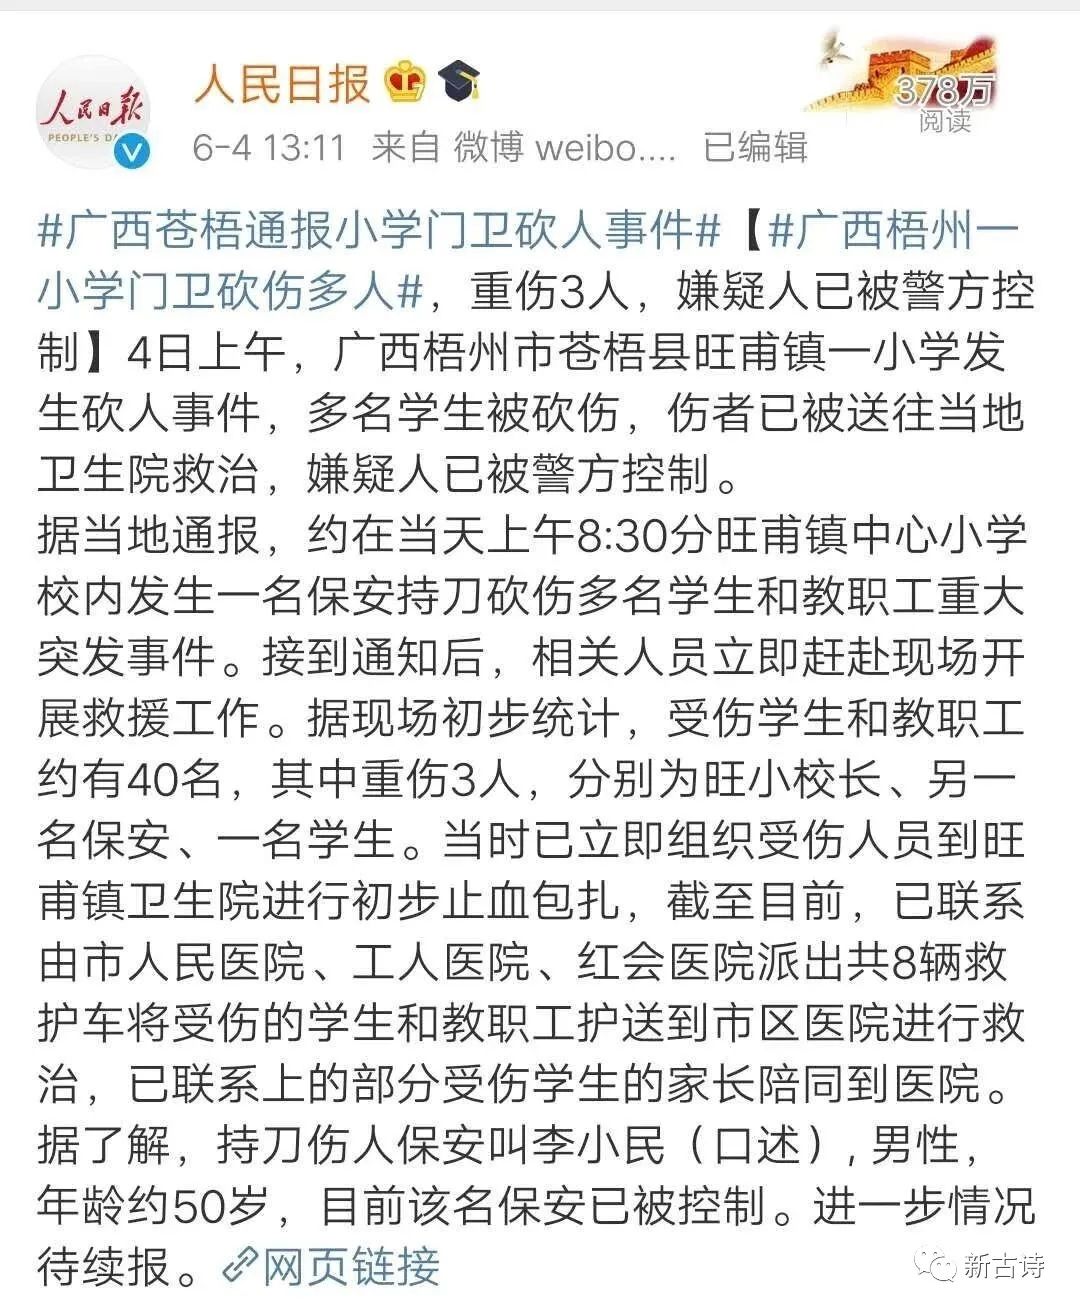 人民日报
人民日报
PEOPLE'S DA
378万
阅读
6-4 13:11 来自 微博 weibo.... 已编辑
#广西苍梧通报小学门卫砍人事件#【#广西梧州一
小学门卫砍伤多人#，重伤3人，嫌疑人已被警方控
制】4日上午，广西梧州市苍梧县旺甫镇一小学发
生砍人事件，多名学生被砍伤，伤者已被送往当地
卫生院救治，嫌疑人已被警方控制。
据当地通报，约在当天上午8:30分旺甫镇中心小学
校内发生一名保安持刀砍伤多名学生和教职工重大
突发事件。接到通知后，相关人员立即赶赴现场开
展救援工作。据现场初步统计，受伤学生和教职工
约有40名，其中重伤3人，分别为旺小校长、另一
名保安、一名学生。当时已立即组织受伤人员到旺
甫镇卫生院进行初步止血包扎，截至目前，已联系
由市人民医院、工人医院、红会医院派出共8辆救
护车将受伤的学生和教职工护送到市区医院进行救
治，已联系上的部分受伤学生的家长陪同到医院。
据了解，持刀伤人保安叫李小民（口述）, 男性，
年龄约50岁，目前该名保安已被控制。进一步情况
待续报。网页链接
新古诗